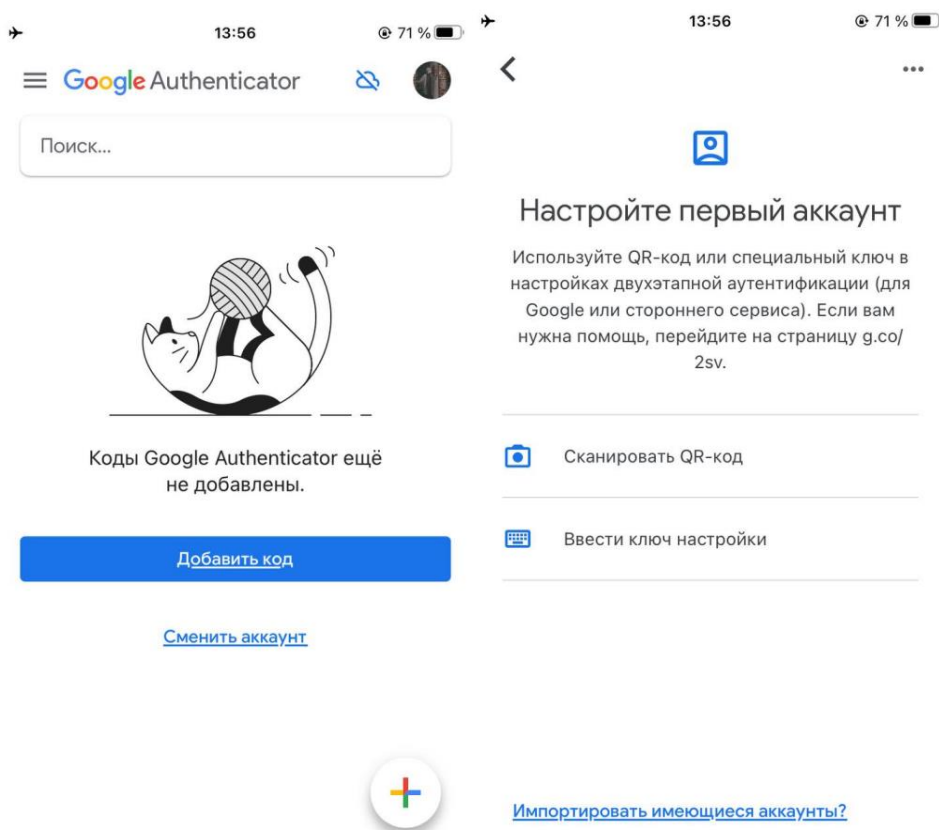 13:56
71 %
Google Authenticator
Поиск...
Коды Google Authenticator ещё
не добавлены.
Добавить код
Сменить аккаунт
13:56
71 %
Настройте первый аккаунт
Используйте QR-код или специальный ключ в
настройках двухэтапной аутентификации (для
Google или стороннего сервиса). Если вам
нужна помощь, перейдите на страницу g.co/
2sv.
Сканировать QR-код
Ввести ключ настройки
Импортировать имеющиеся аккаунты?